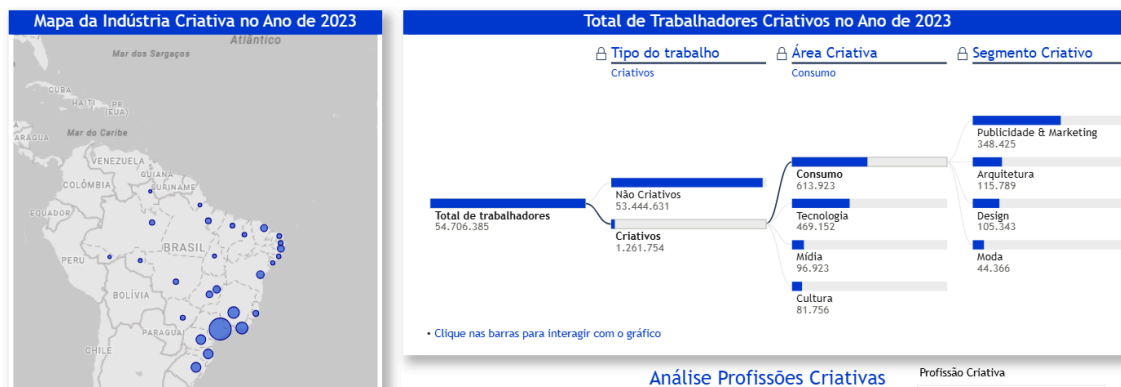 Mapa da Indústria Criativa no Ano de 2023
Atlântico
Mar dos Sargaços
CUBA
HAITI
PR
(EUA)
Mar do Caribe
VENEZUELA
GUIANA
SURINAME
COLÔMBIA
EQUADOR
BRASIL
PERU
BOLÍVIA
PARAGUAI
CHILE
Total de Trabalhadores Criativos no Ano de 2023
Tipo do trabalho
Criativos
Área Criativa
Consumo
Segmento Criativo
Total de trabalhadores
54.706.385
Não Criativos
53.444.631
Criativos
1.261.754
Consumo
613.923
Tecnologia
469.152
Mídia
96.923
Cultura
81.756
Publicidade & Marketing
348.425
Arquitetura
115.789
Design
105.343
Moda
44.366
• Clique nas barras para interagir com o gráfico
Análise Profissões Criativas
Profissão Criativa